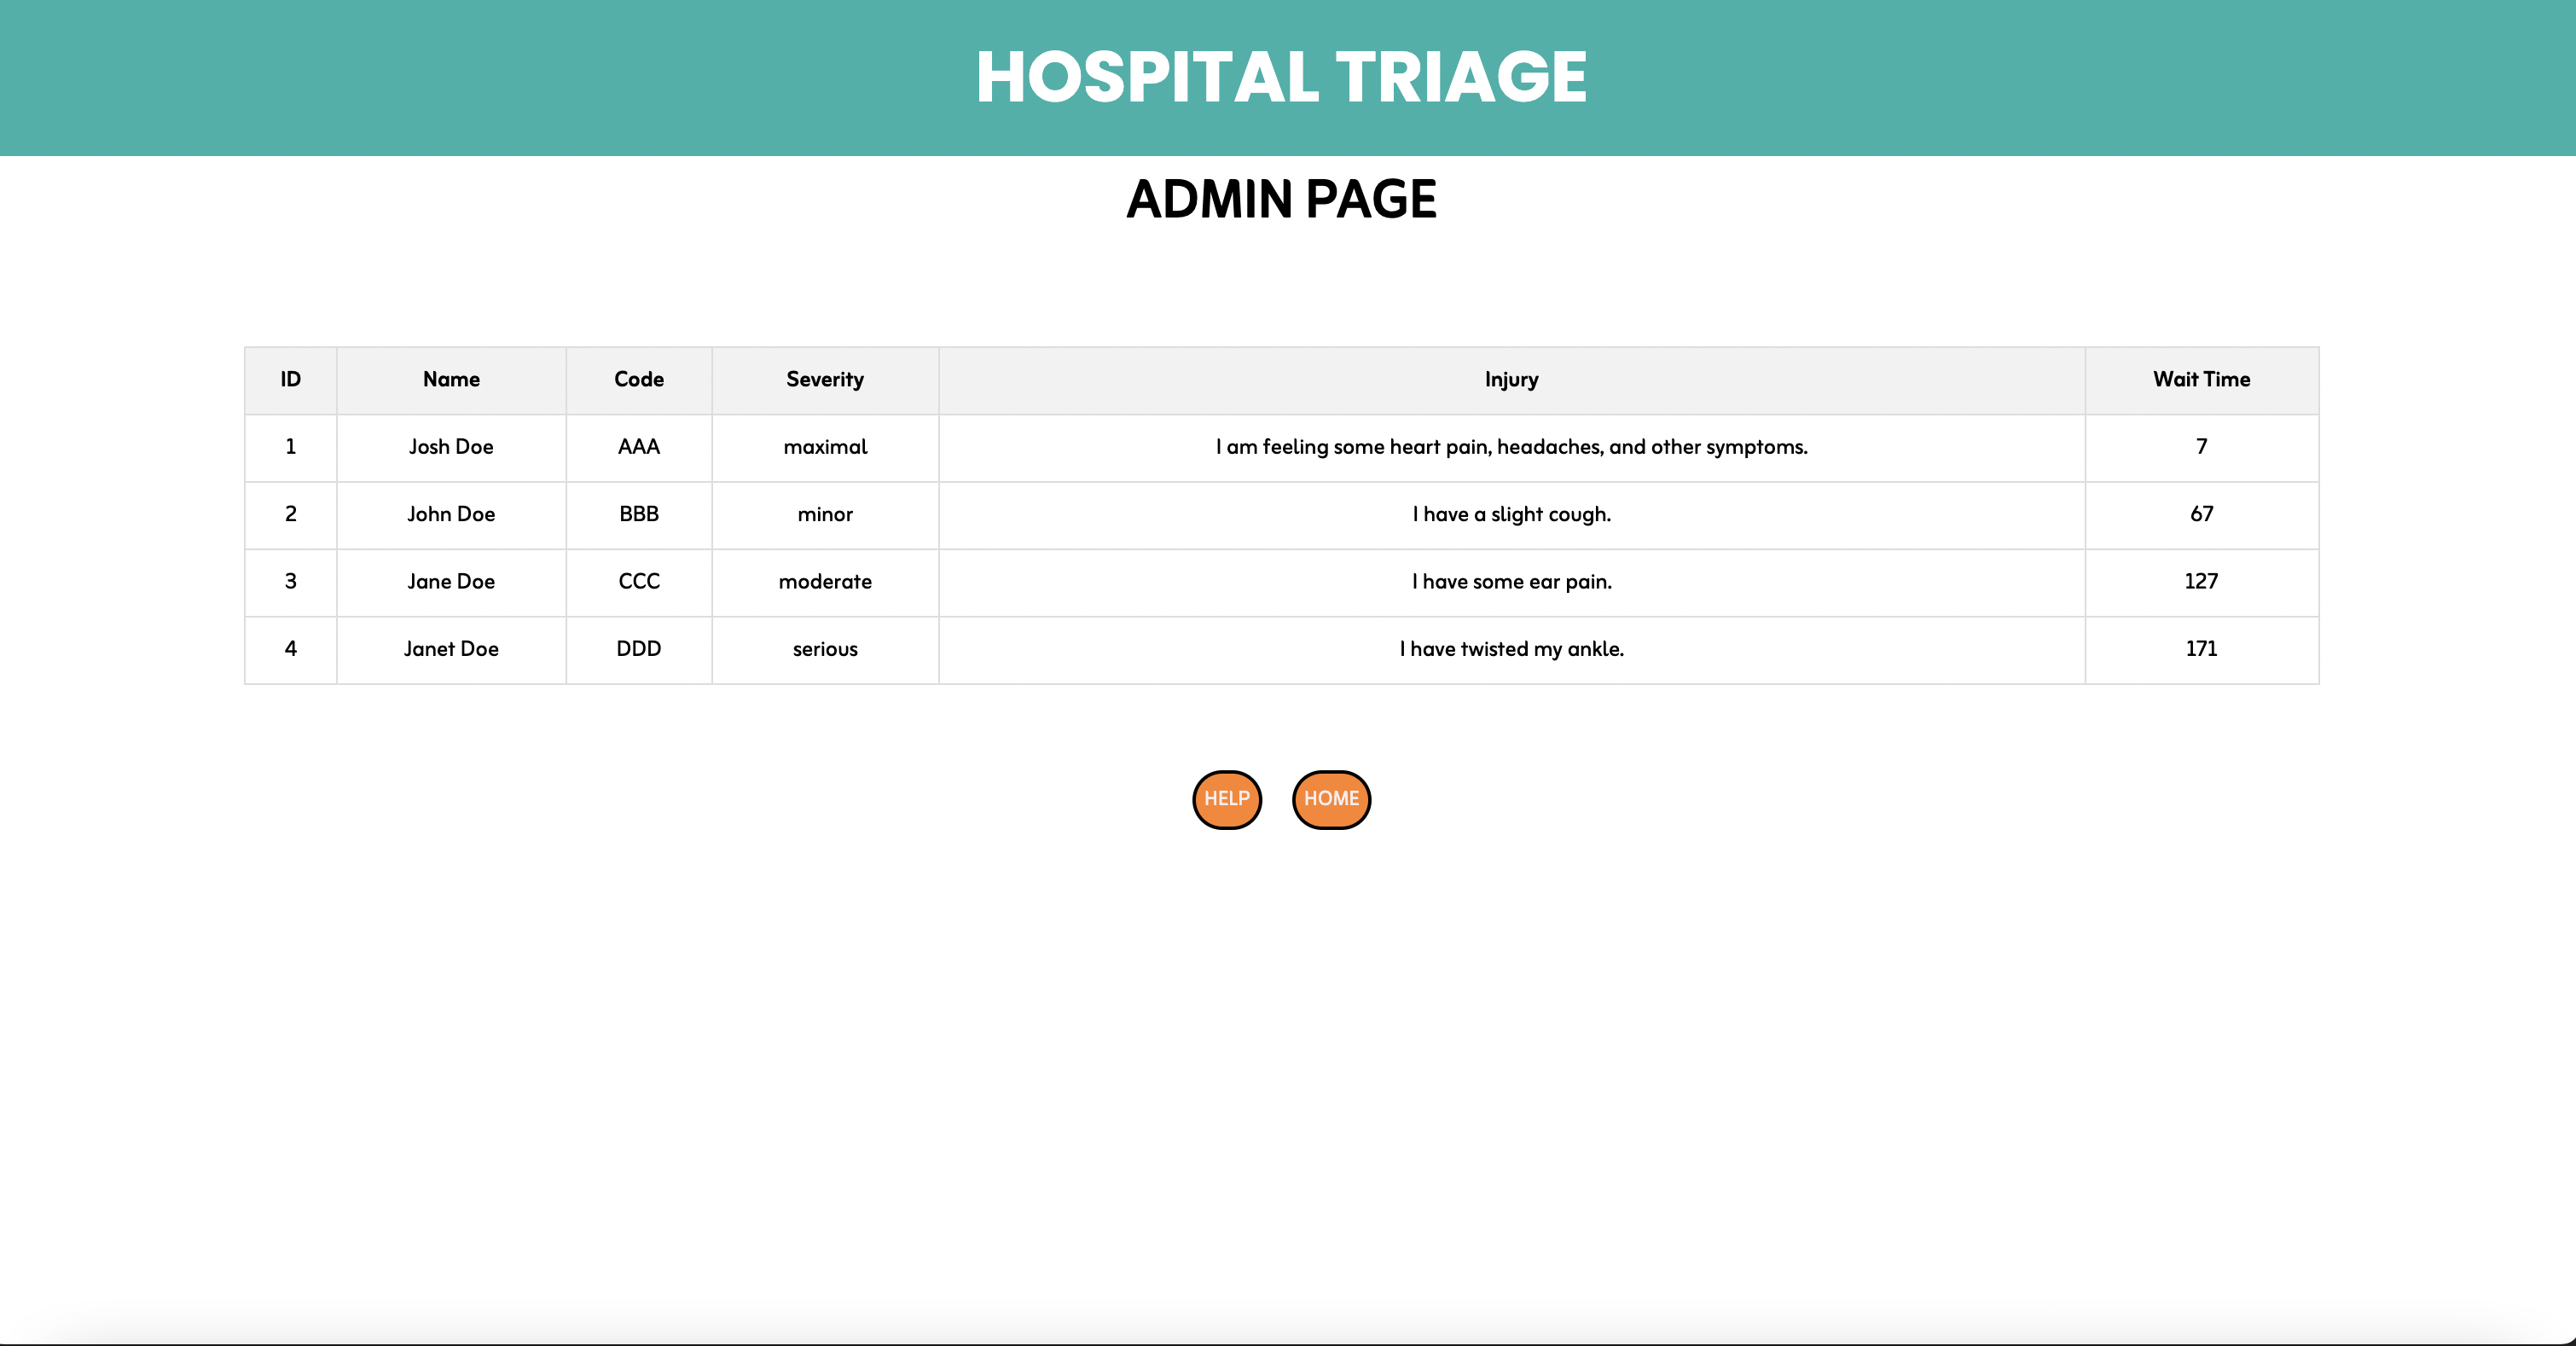 HOSPITAL TRIAGE
ADMIN PAGE
ID Name Code Severity Injury Wait Time
1 Josh Doe AAA maximal I am feeling some heart pain, headaches, and other symptoms. 7
2 John Doe BBB minor I have a slight cough. 67
3 Jane Doe CCC moderate I have some ear pain. 127
4 Janet Doe DDD serious I have twisted my ankle. 171
HELP HOME